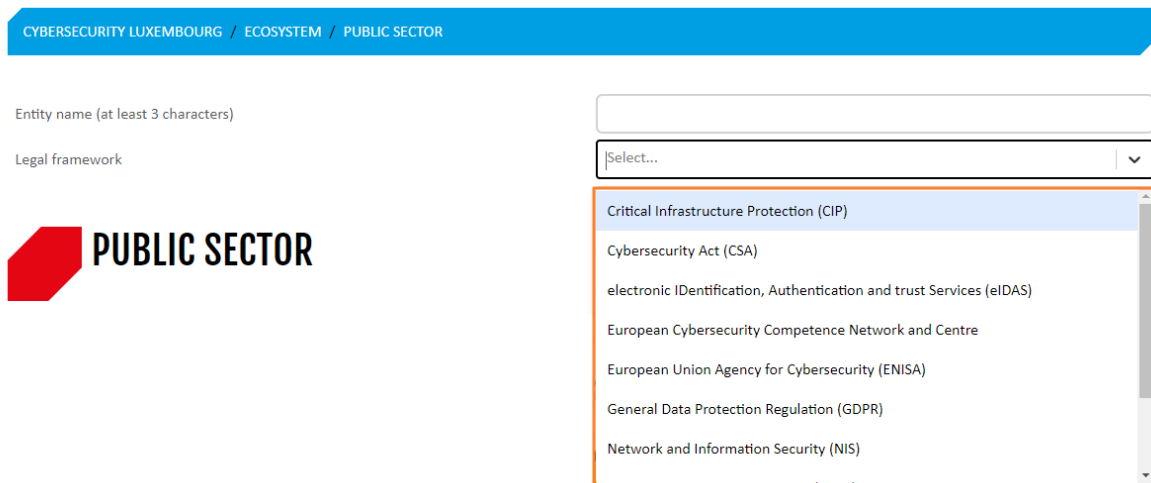 CYBERSECURITY LUXEMBOURG / ECOSYSTEM / PUBLIC SECTOR
Entity name (at least 3 characters)
Legal framework
Select...
Critical Infrastructure Protection (CIP)
Cybersecurity Act (CSA)
electronic IDentification, Authentication and trust Services (eIDAS)
European Cybersecurity Competence Network and Centre
European Union Agency for Cybersecurity (ENISA)
General Data Protection Regulation (GDPR)
Network and Information Security (NIS)
PUBLIC SECTOR